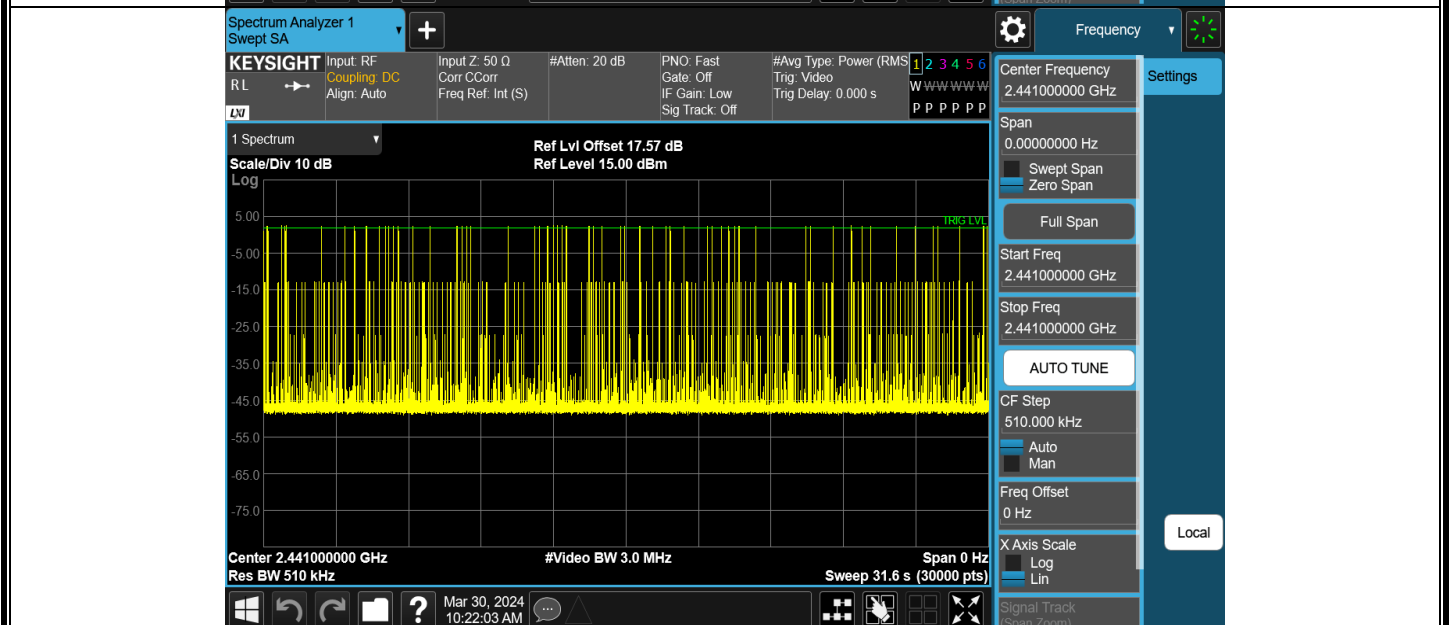 Spectrum Analyzer 1
Swept SA
Frequency
KEYSIGHT
R L
LXI
Input: RF
Coupling: DC
Align: Auto
Input Z: 50 Ω
Corr CCorr
Freq Ref: Int (S)
#Atten: 20 dB
PNO: Fast
Gate: Off
IF Gain: Low
Sig Track: Off
#Avg Type: Power (RMS
Trig: Video
Trig Delay: 0.000 s
1 2 3 4 5 6
W W W W W W
P P P P P P
1 Spectrum
Scale/Div 10 dB
Ref Lvl Offset 17.57 dB
Ref Level 15.00 dBm
Log
TRIG LVL
5.00
-5.00
-15.0
-25.0
-35.0
-45.0
-55.0
-65.0
-75.0
Center 2.441000000 GHz
#Video BW 3.0 MHz
Span 0 Hz
Res BW 510 kHz
Sweep 31.6 s (30000 pts)
Center Frequency
2.441000000 GHz
Settings
Span
0.00000000 Hz
Swept Span
Zero Span
Full Span
Start Freq
2.441000000 GHz
Stop Freq
2.441000000 GHz
AUTO TUNE
CF Step
510.000 kHz
Auto
Man
Freq Offset
0 Hz
X Axis Scale
Log
Lin
Local
Signal Track
(Span Zoom)
?
Mar 30, 2024
10:22:03 AM